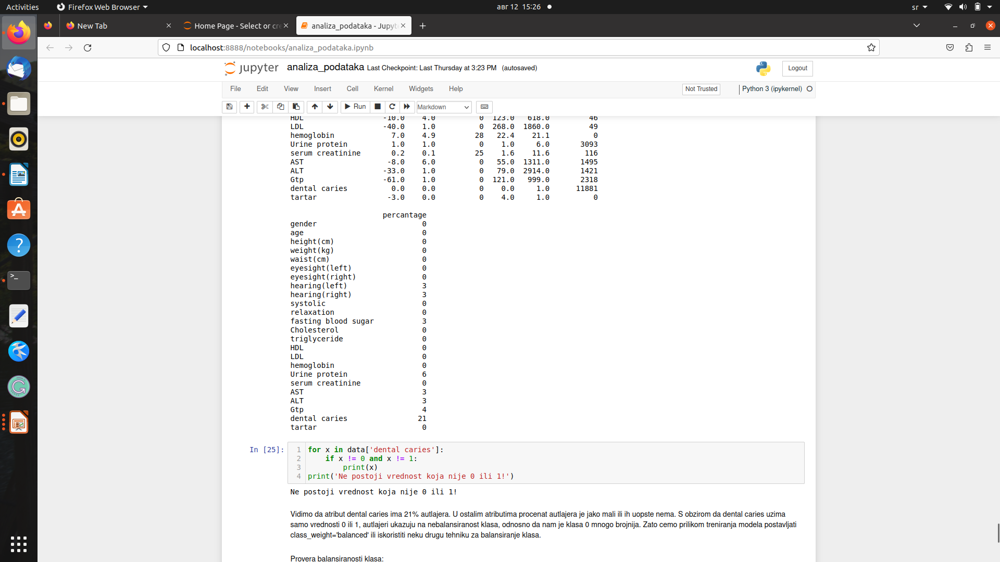 Activities Firefox Web Browser авг 12 15:26 sr
New Tab Home Page - Select or cre analiza_podataka - Jupyt
localhost:8888/notebooks/analiza_podataka.ipynb
jupyter analiza_podataka Last Checkpoint: Last Thursday at 3:23 PM (autosaved) Logout
File Edit View Insert Cell Kernel Widgets Help Not Trusted Python 3 (ipykernel)
Run Markdown
HDL -10.0 4.0 0 123.0 618.0 46
LDL -40.0 1.0 0 268.0 1860.0 49
hemoglobin 7.0 4.9 28 22.4 21.1 0
Urine protein 1.0 1.0 0 1.0 6.0 3093
serum creatinine 0.2 0.1 25 1.6 11.6 116
AST -8.0 6.0 0 55.0 1311.0 1495
ALT -33.0 1.0 0 79.0 2914.0 1421
Gtp -61.0 1.0 0 121.0 999.0 2318
dental caries 0.0 0.0 0 0.0 1.0 11881
tartar -3.0 0.0 0 4.0 1.0 0
percantage
gender 0
age 0
height(cm) 0
weight(kg) 0
waist(cm) 0
eyesight(left) 0
eyesight(right) 0
hearing(left) 3
hearing(right) 3
systolic 0
relaxation 0
fasting blood sugar 3
Cholesterol 0
triglyceride 0
HDL 0
LDL 0
hemoglobin 0
Urine protein 6
serum creatinine 0
AST 3
ALT 3
Gtp 4
dental caries 21
tartar 0
In [25]: 1 for x in data['dental caries']:
2 if x != 0 and x != 1:
3 print(x)
4 print('Ne postoji vrednost koja nije 0 ili 1!')
Ne postoji vrednost koja nije 0 ili 1!
Vidimo da atribut dental caries ima 21% autlajera. U ostalim atributima procenat autlajera je jako mali ili ih uopste nema. S obzirom da dental caries uzima
samo vrednosti 0 ili 1, autlajeri ukazuju na nebalansiranost klasa, odnosno da nam je klasa 0 mnogo brojnija. Zato cemo prilikom treniranja modela postavljati
class_weight='balanced' ili iskoristiti neku drugu tehniku za balansiranje klasa.
Provera balansiranosti klasa: